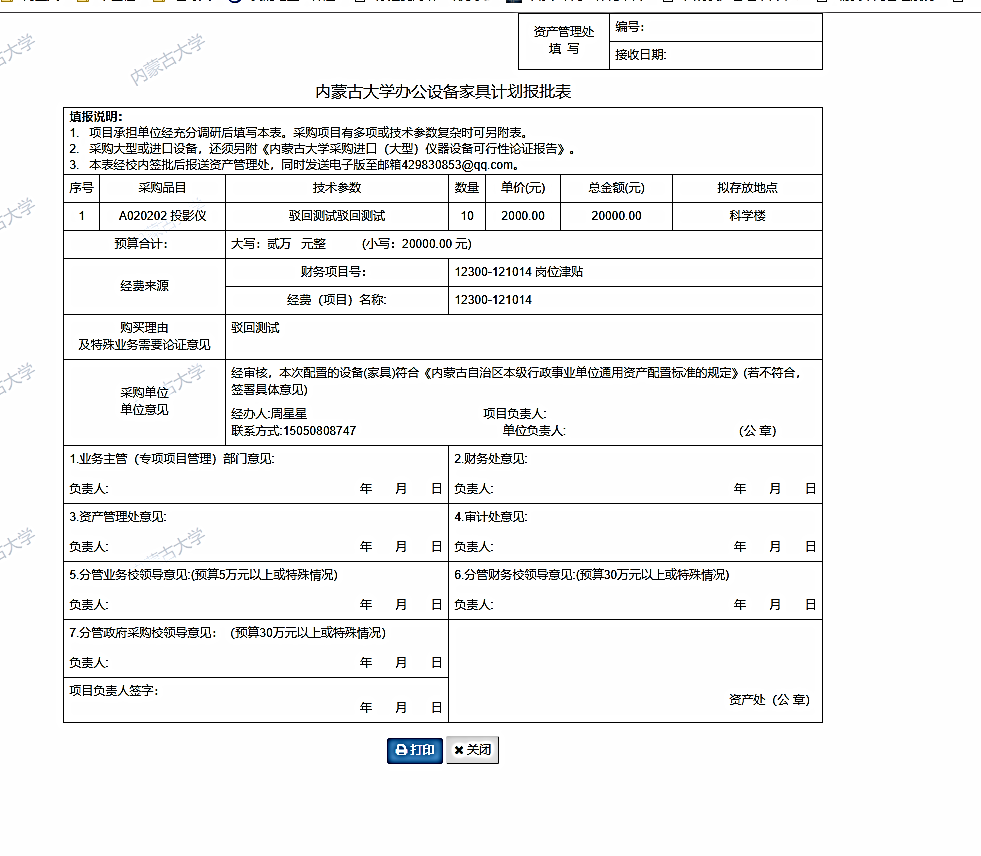 资产管理处
填 写
编号:
接收日期:
内蒙古大学办公设备家具计划报批表
填报说明:
1. 项目承担单位经充分调研后填写本表。采购项目有多项或技术参数复杂时可另附表。
2. 采购大型或进口设备，还须另附《内蒙古大学采购进口（大型）仪器设备可行性论证报告》。
3. 本表经校内签批后报送资产管理处，同时发送电子版至邮箱429830853@qq.com。
序号 采购品目 技术参数 数量 单价(元) 总金额(元) 拟存放地点
1 A020202 投影仪 驳回测试驳回测试 10 2000.00 20000.00 科学楼
预算合计: 大写：贰万 元整 (小写：20000.00 元)
经费来源
财务项目号: 12300-121014 岗位津贴
经费（项目）名称: 12300-121014
购买理由
及特殊业务需要论证意见
驳回测试
采购单位
单位意见
经审核，本次配置的设备(家具)符合《内蒙古自治区本级行政事业单位通用资产配置标准的规定》(若不符合，
签署具体意见)
经办人:周星星 项目负责人:
联系方式:15050808747 单位负责人: (公 章)
1.业务主管（专项项目管理）部门意见:
负责人: 年 月 日
2.财务处意见:
负责人: 年 月 日
3.资产管理处意见:
负责人: 年 月 日
4.审计处意见:
负责人: 年 月 日
5.分管业务校领导意见:(预算5万元以上或特殊情况)
负责人: 年 月 日
6.分管财务校领导意见:(预算30万元以上或特殊情况)
负责人: 年 月 日
7.分管政府采购校领导意见： (预算30万元以上或特殊情况)
负责人: 年 月 日
项目负责人签字：
年 月 日
资产处（公 章）
打印 关闭
内蒙古大学
古大学
古大学
古大学
古大学
古大学
古大学